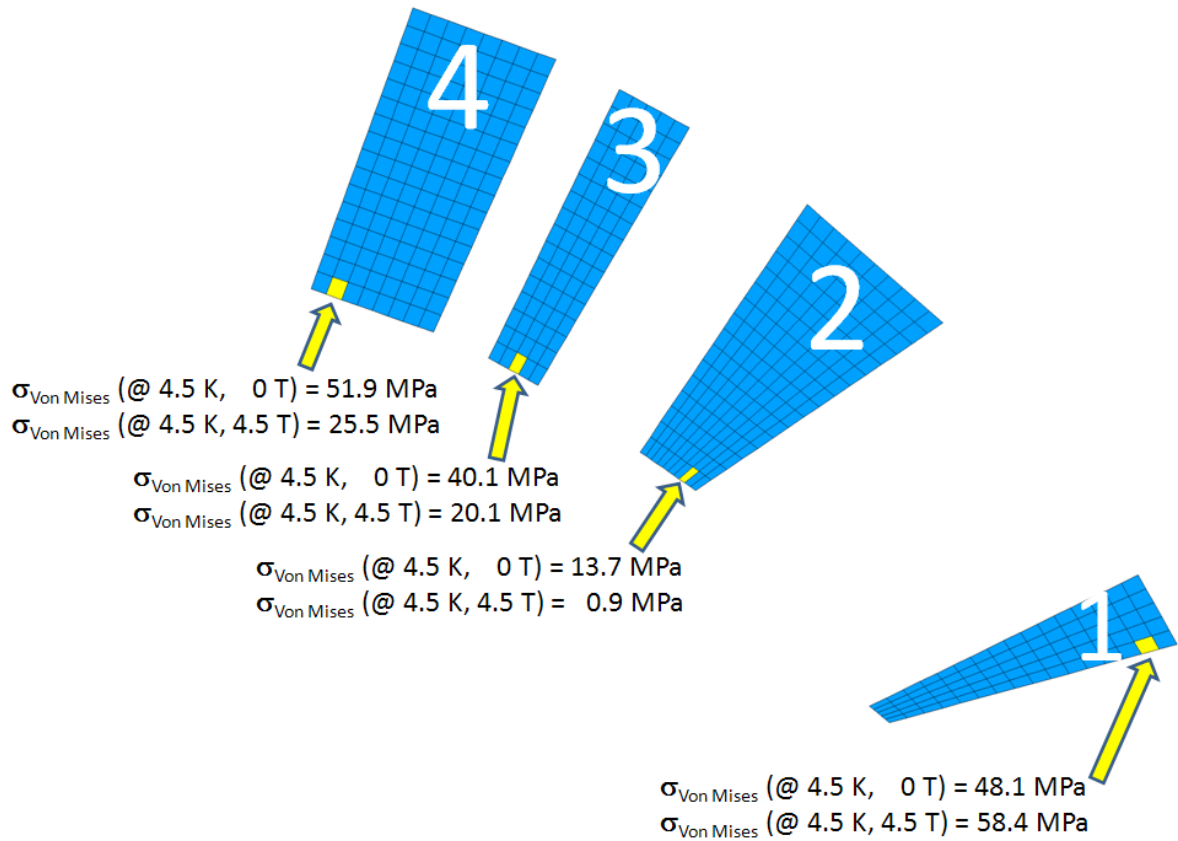 4
3
2
σVon Mises (@ 4.5 K, 0 T) = 51.9 MPa
σVon Mises (@ 4.5 K, 4.5 T) = 25.5 MPa
σVon Mises (@ 4.5 K, 0 T) = 40.1 MPa
σVon Mises (@ 4.5 K, 4.5 T) = 20.1 MPa
σVon Mises (@ 4.5 K, 0 T) = 13.7 MPa
σVon Mises (@ 4.5 K, 4.5 T) = 0.9 MPa
1
σVon Mises (@ 4.5 K, 0 T) = 48.1 MPa
σVon Mises (@ 4.5 K, 4.5 T) = 58.4 MPa